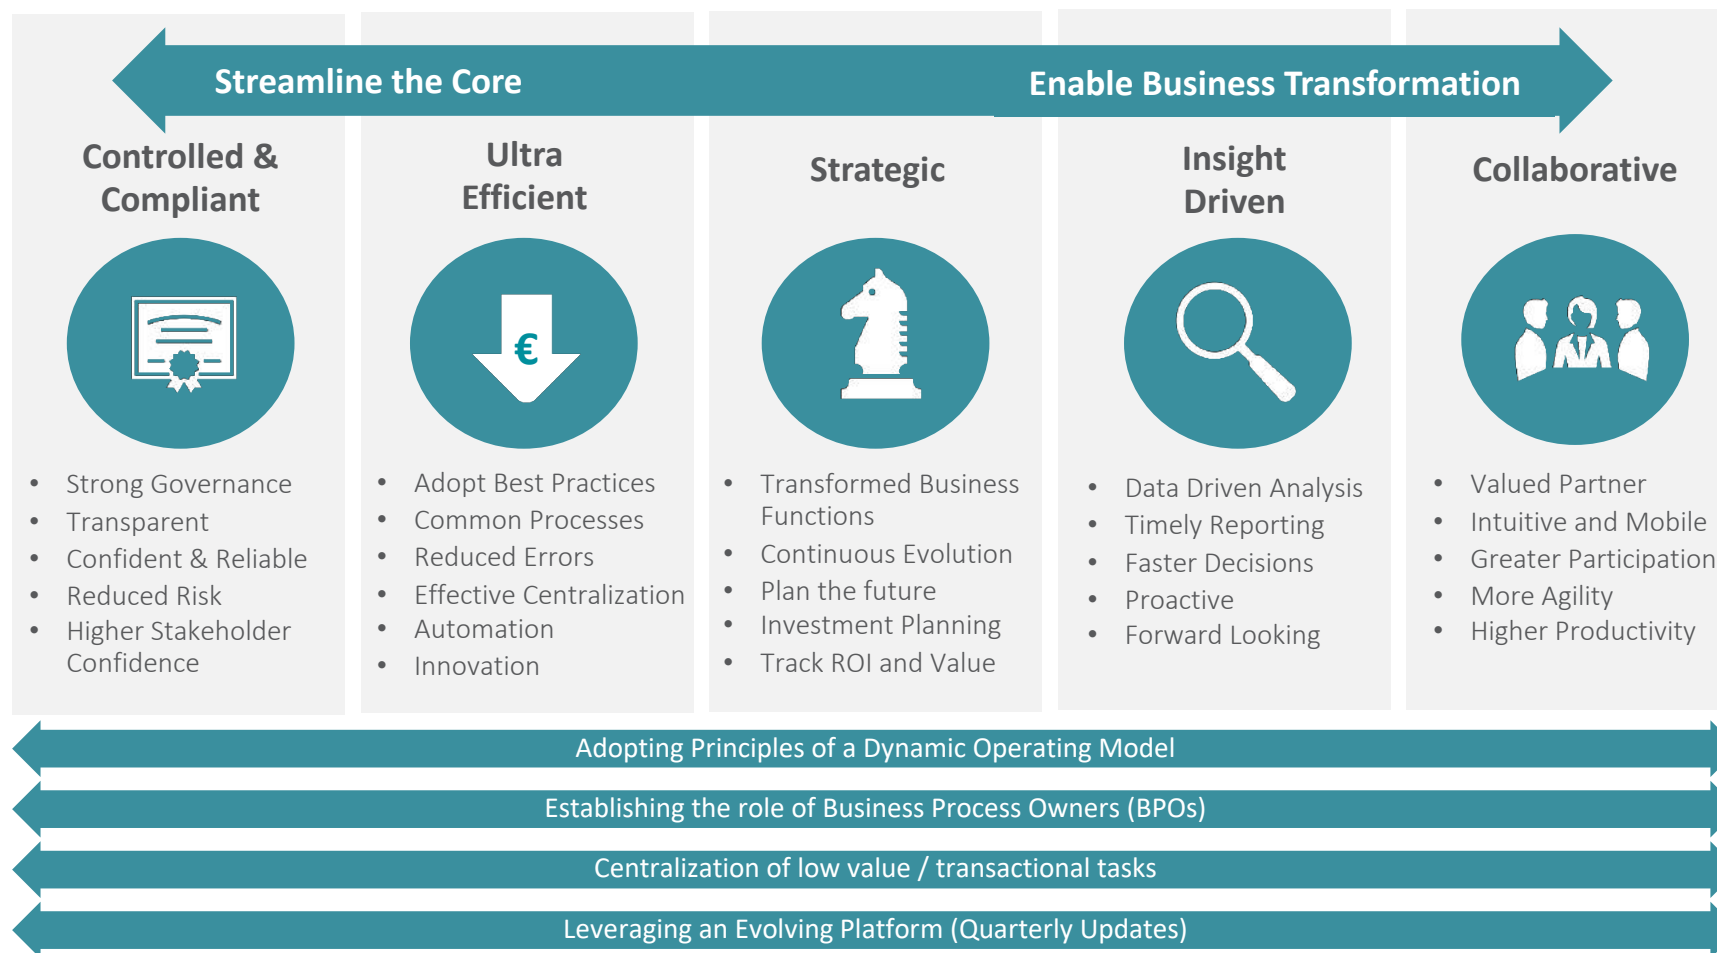 Streamline the Core
Enable Business Transformation
Controlled &
Compliant
• Strong Governance
• Transparent
• Confident & Reliable
• Reduced Risk
• Higher Stakeholder
Confidence
Ultra
Efficient
€
• Adopt Best Practices
• Common Processes
• Reduced Errors
• Effective Centralization
• Automation
• Innovation
Strategic
• Transformed Business
Functions
• Continuous Evolution
• Plan the future
• Investment Planning
• Track ROI and Value
Insight
Driven
• Data Driven Analysis
• Timely Reporting
• Faster Decisions
• Proactive
• Forward Looking
Collaborative
• Valued Partner
• Intuitive and Mobile
• Greater Participation
• More Agility
• Higher Productivity
Adopting Principles of a Dynamic Operating Model
Establishing the role of Business Process Owners (BPOs)
Centralization of low value / transactional tasks
Leveraging an Evolving Platform (Quarterly Updates)